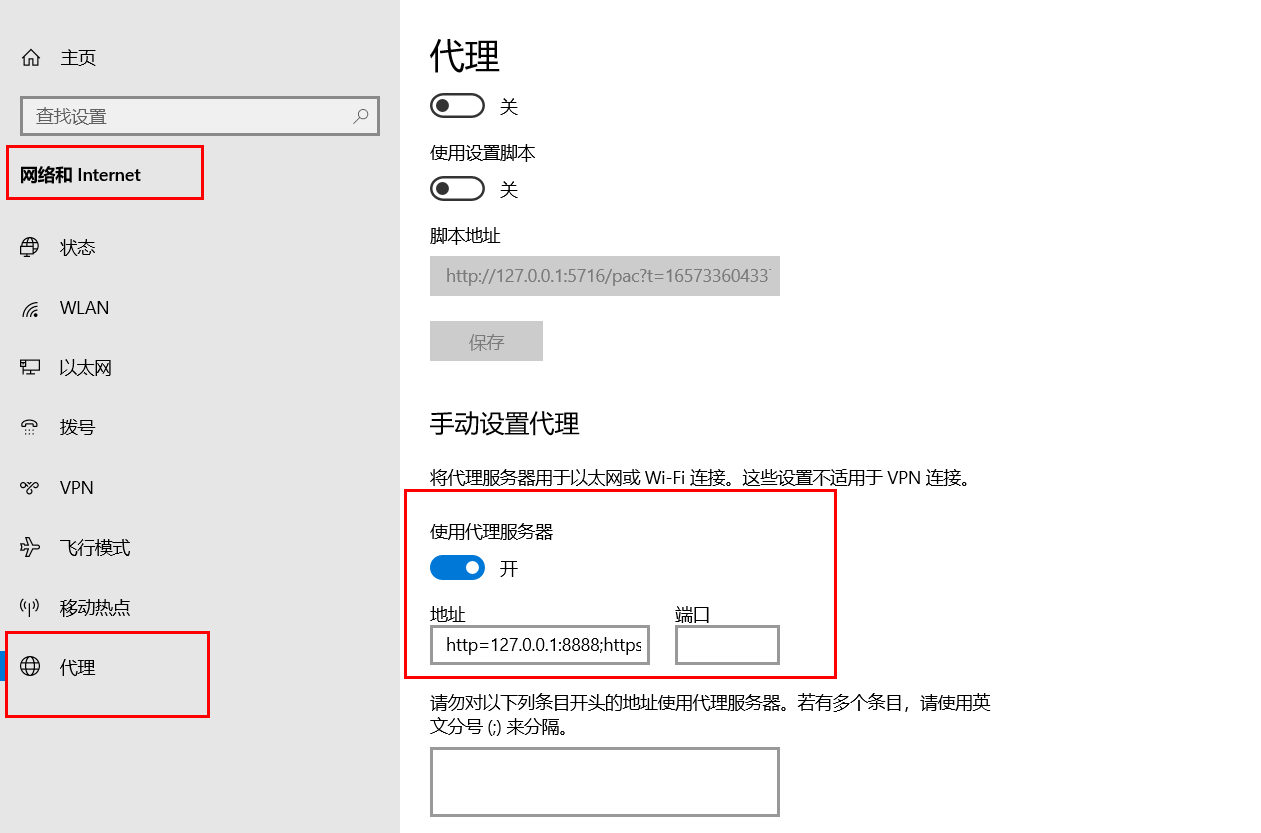 主页
查找设置
网络和 Internet
状态
WLAN
以太网
拨号
VPN
飞行模式
移动热点
代理
代理
关
使用设置脚本
关
脚本地址
http://127.0.0.1:5716/pac?t=16573360433
保存
手动设置代理
将代理服务器用于以太网或 Wi-Fi 连接。这些设置不适用于 VPN 连接。
使用代理服务器
开
地址 端口
http=127.0.0.1:8888;https
请勿对以下列条目开头的地址使用代理服务器。若有多个条目，请使用英
文分号 (;) 来分隔。